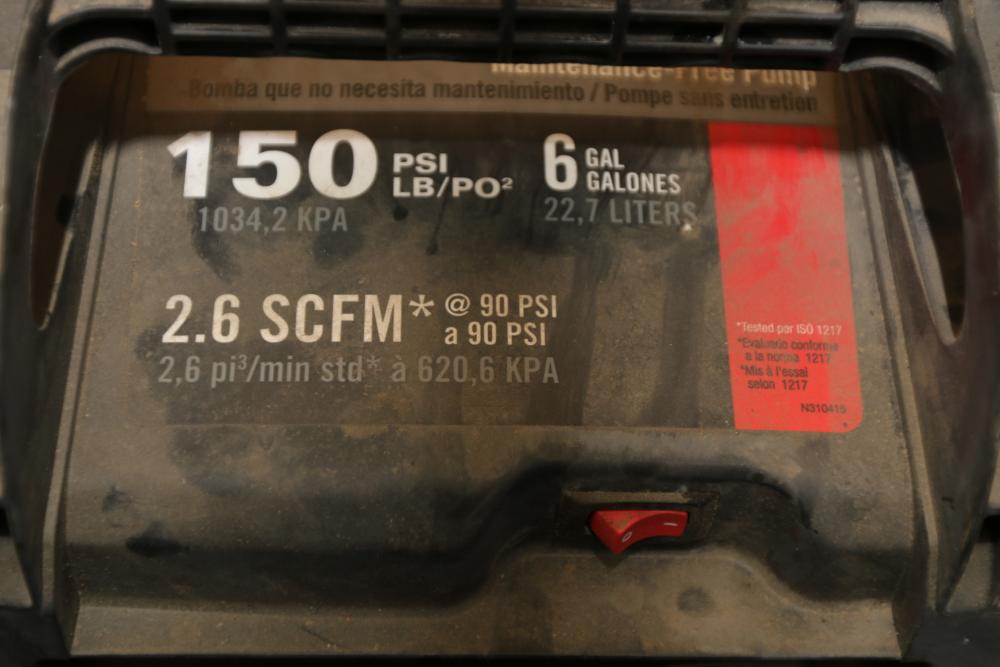 Maintenance-Free Pump
Bomba que no necesita mantenimiento / Pompe sans entretien
150 PSI
LB/PO²
1034,2 KPA
6 GAL
GALONES
22,7 LITERS
2.6 SCFM* @ 90 PSI
a 90 PSI
2,6 pi³/min std* à 620,6 KPA
*Tested per ISO 1217
*Evaluado conforme
a la norma 1217
*Mis à l'essai
selon 1217
N310415